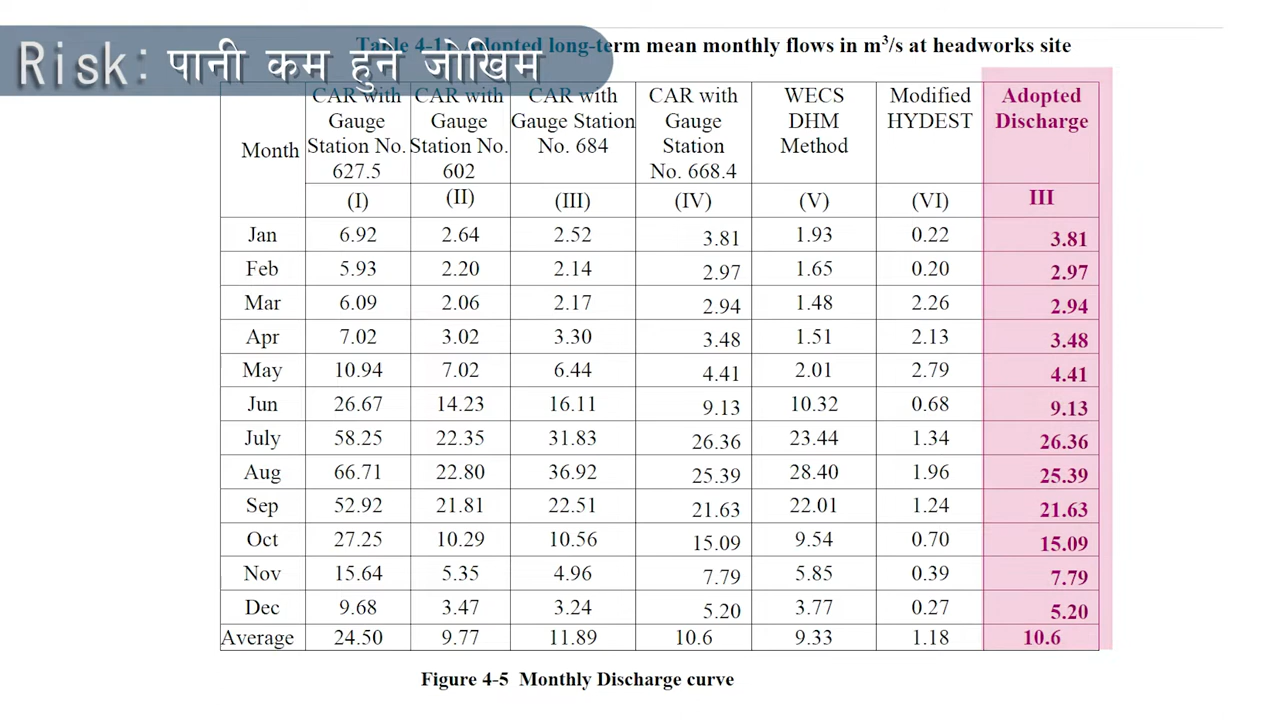 Risk: पानी कम हुने जोखिम
Table 4-1 adopted long-term mean monthly flows in m³/s at headworks site
Month CAR with Gauge Station No. 627.5 CAR with Gauge Station No. 602 CAR with Gauge Station No. 684 CAR with Gauge Station No. 668.4 WECS DHM Method Modified HYDEST Adopted Discharge
(I) (II) (III) (IV) (V) (VI) III
Jan 6.92 2.64 2.52 3.81 1.93 0.22 3.81
Feb 5.93 2.20 2.14 2.97 1.65 0.20 2.97
Mar 6.09 2.06 2.17 2.94 1.48 2.26 2.94
Apr 7.02 3.02 3.30 3.48 1.51 2.13 3.48
May 10.94 7.02 6.44 4.41 2.01 2.79 4.41
Jun 26.67 14.23 16.11 9.13 10.32 0.68 9.13
July 58.25 22.35 31.83 26.36 23.44 1.34 26.36
Aug 66.71 22.80 36.92 25.39 28.40 1.96 25.39
Sep 52.92 21.81 22.51 21.63 22.01 1.24 21.63
Oct 27.25 10.29 10.56 15.09 9.54 0.70 15.09
Nov 15.64 5.35 4.96 7.79 5.85 0.39 7.79
Dec 9.68 3.47 3.24 5.20 3.77 0.27 5.20
Average 24.50 9.77 11.89 10.6 9.33 1.18 10.6
Figure 4-5 Monthly Discharge curve